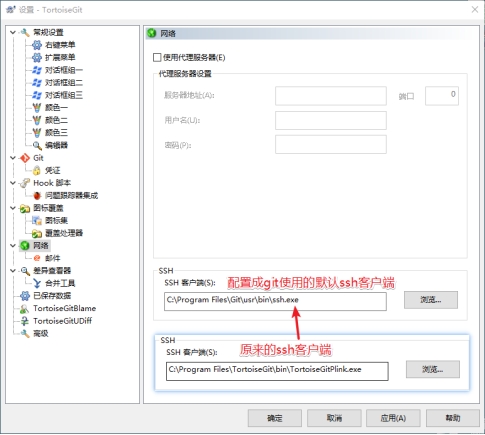 设置 - TortoiseGit
常规设置
右键菜单
扩展菜单
对话框组一
对话框组二
对话框组三
颜色一
颜色二
颜色三
编辑器
Git
凭证
Hook 脚本
问题跟踪器集成
图标覆盖
图标集
覆盖处理器
网络
邮件
差异查看器
合并工具
已保存数据
TortoiseGitBlame
TortoiseGitUDiff
高级
网络
使用代理服务器(E)
代理服务器设置
服务器地址(A):
端口
0
用户名(U):
密码(P):
SSH
SSH 客户端(S):
配置成git使用的默认ssh客户端
C:\Program Files\Git\usr\bin\ssh.exe
浏览...
原来的ssh客户端
SSH
SSH 客户端(S):
C:\Program Files\TortoiseGit\bin\TortoiseGitPlink.exe
浏览...
确定
取消
应用(A)
帮助